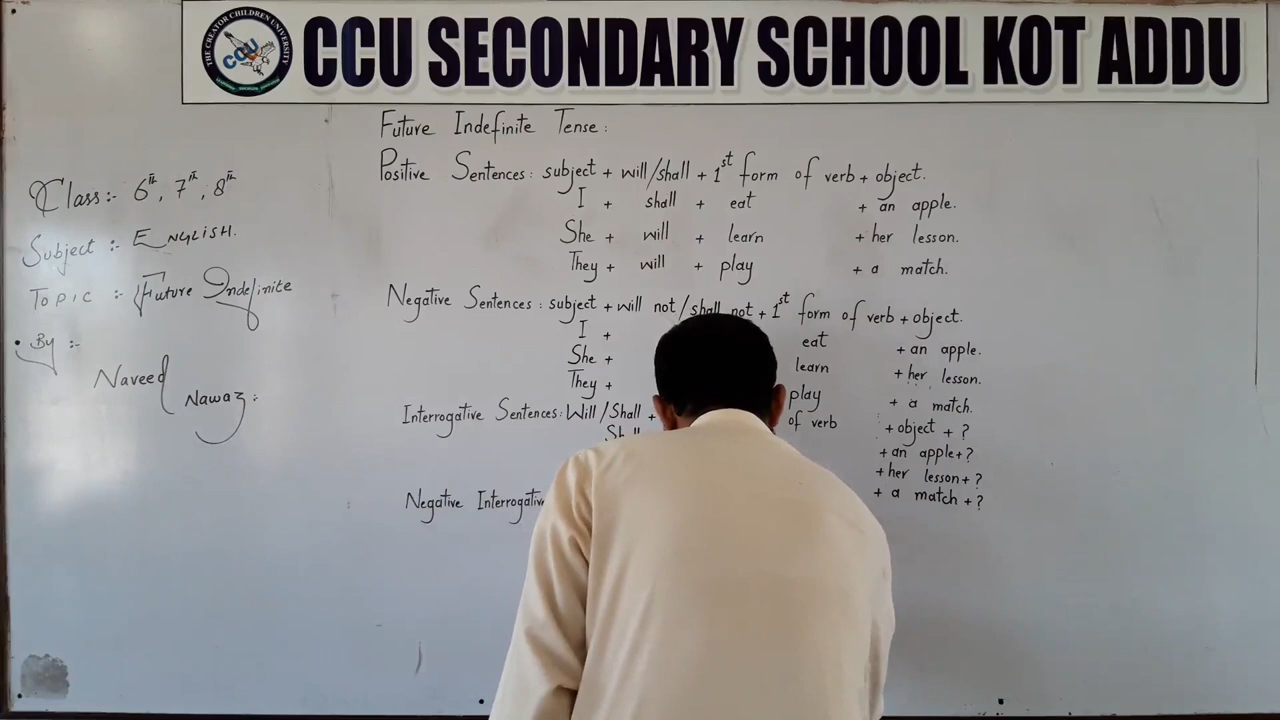 THE CREATOR CHILDREN UNIVERSITY
CCU
CCU SECONDARY SCHOOL KOT ADDU
Class:- 6th, 7th, 8th
Subject :- ENGLISH.
Topic :- Future Indefinite
By :-
Naveed
Nawaz:
Future Indefinite Tense:
Positive Sentences: subject + will/shall + 1st form of verb + object.
I + shall + eat + an apple.
She + will + learn + her lesson.
They + will + play + a match.
Negative Sentences: subject + will not/shall not + 1st form of verb + object.
I + eat + an apple.
She + learn + her lesson.
They + play + a match.
Interrogative Sentences: Will/Shall + of verb + object + ?
+ an apple + ?
+ her lesson + ?
+ a match + ?
Negative